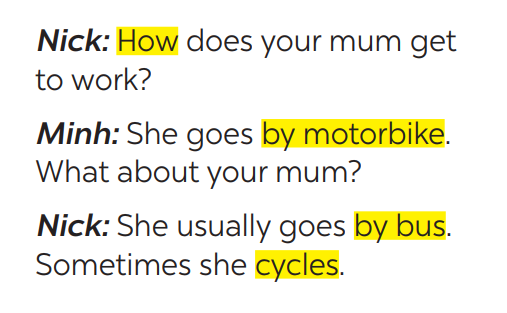 Nick: How does your mum get
to work?
Minh: She goes by motorbike.
What about your mum?
Nick: She usually goes by bus.
Sometimes she cycles.